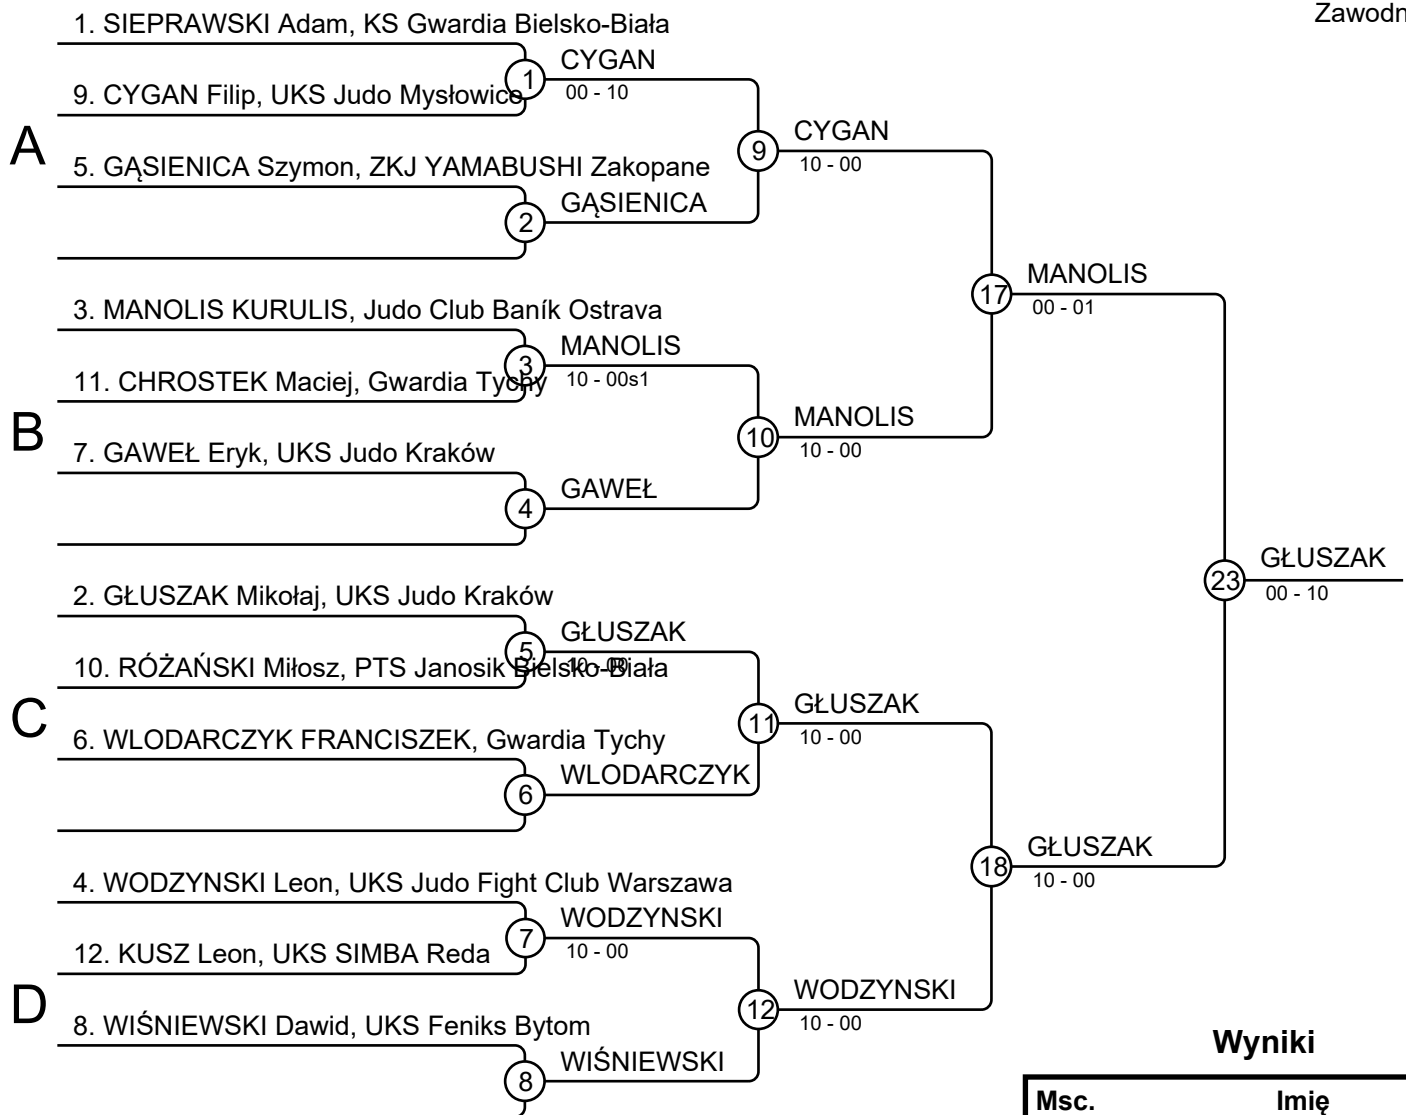 Zawodn
1. SIEPRAWSKI Adam, KS Gwardia Bielsko-Biała
1
CYGAN
00 - 10
9. CYGAN Filip, UKS Judo Mysłowice
A
9
CYGAN
10 - 00
5. GĄSIENICA Szymon, ZKJ YAMABUSHI Zakopane
2
GĄSIENICA
17
MANOLIS
00 - 01
3. MANOLIS KURULIS, Judo Club Baník Ostrava
3
MANOLIS
10 - 00s1
11. CHROSTEK Maciej, Gwardia Tychy
B
10
MANOLIS
10 - 00
7. GAWEŁ Eryk, UKS Judo Kraków
4
GAWEŁ
23
GŁUSZAK
00 - 10
2. GŁUSZAK Mikołaj, UKS Judo Kraków
5
GŁUSZAK
10 - 00
10. RÓŻAŃSKI Miłosz, PTS Janosik Bielsko-Biała
C
11
GŁUSZAK
10 - 00
6. WLODARCZYK FRANCISZEK, Gwardia Tychy
6
WLODARCZYK
18
GŁUSZAK
10 - 00
4. WODZYNSKI Leon, UKS Judo Fight Club Warszawa
7
WODZYNSKI
10 - 00
12. KUSZ Leon, UKS SIMBA Reda
D
12
WODZYNSKI
10 - 00
8. WIŚNIEWSKI Dawid, UKS Feniks Bytom
8
WIŚNIEWSKI
Wyniki
Msc. Imię